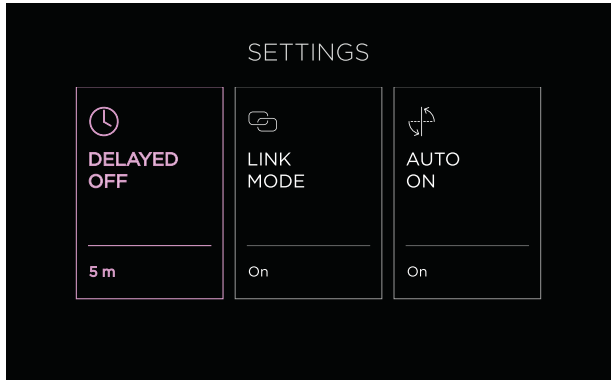 SETTINGS
DELAYED
OFF
5 m
LINK
MODE
On
AUTO
ON
On